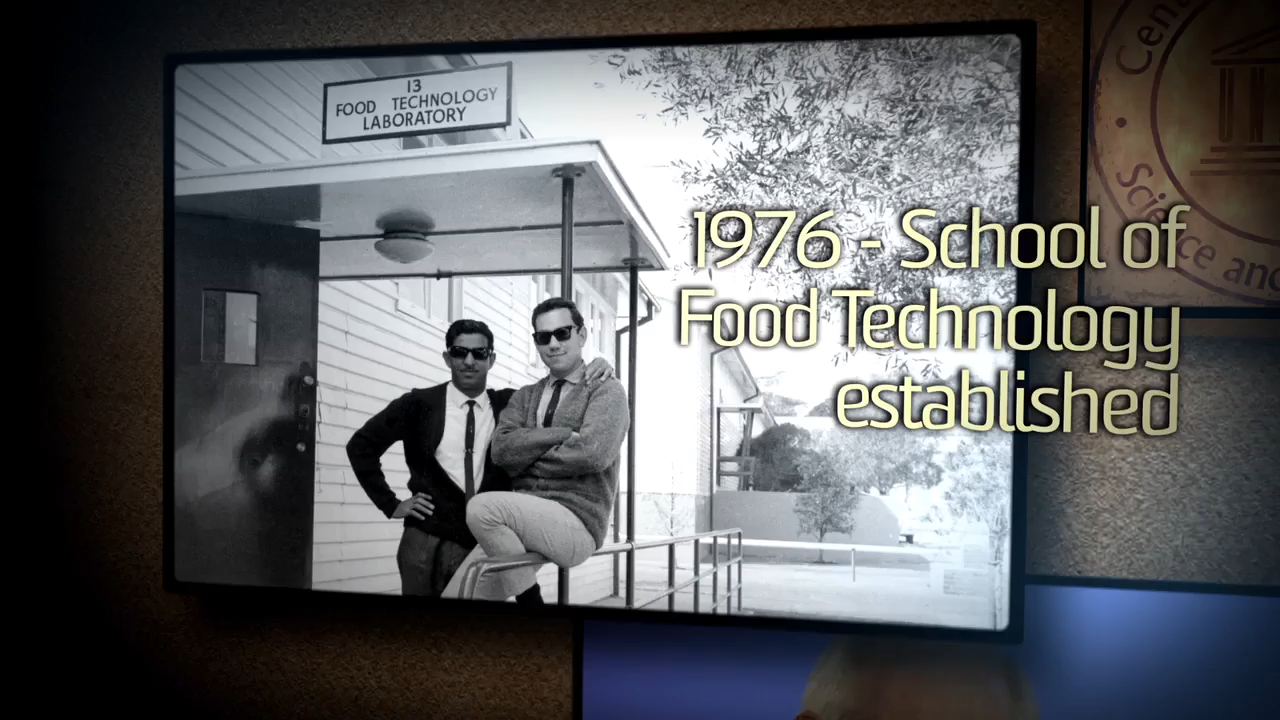 13
FOOD TECHNOLOGY
LABORATORY
1976 - School of
Food Technology
established